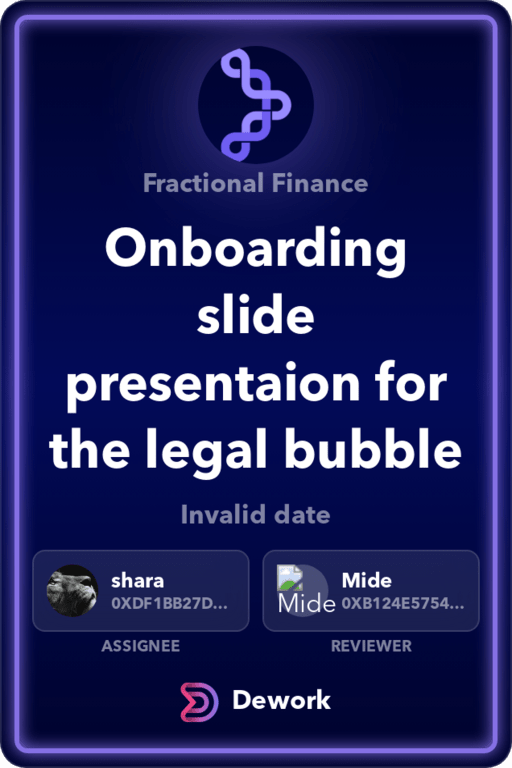 Fractional Finance
Onboarding
slide
presentaion for
the legal bubble
Invalid date
shara
0XDF1BB27D...
ASSIGNEE
Mide
Mide
0XB124E5754...
REVIEWER
Dework